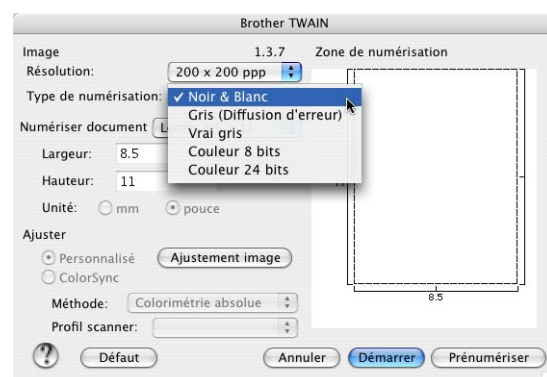 Brother TWAIN
Image 1.3.7 Zone de numérisation
Résolution: 200 x 200 ppp
Type de numérisation: ✓ Noir & Blanc
Gris (Diffusion d'erreur)
Vrai gris
Couleur 8 bits
Couleur 24 bits
Numériser document
Largeur: 8.5
Hauteur: 11
Unité: mm pouce
Ajuster
Personnalisé Ajustement image
ColorSync
Méthode: Colorimétrie absolue
Profil scanner:
8.5
? Défaut Annuler Démarrer Prénumériser